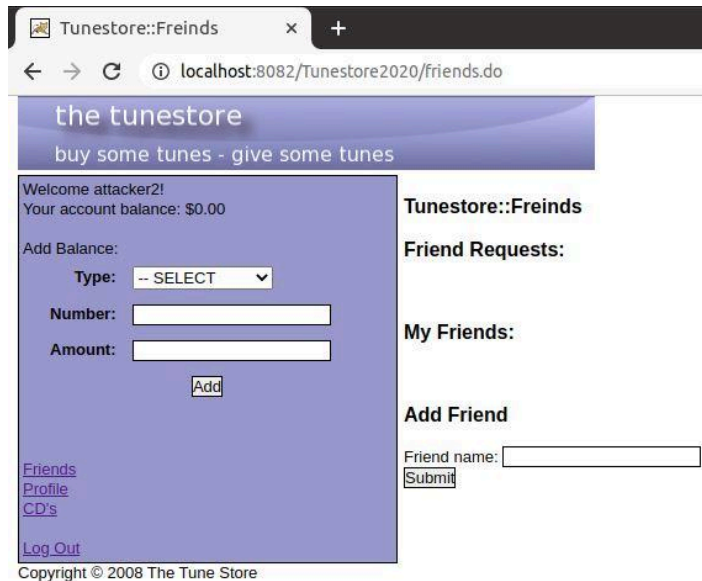 Tunestore::Freinds
localhost:8082/Tunestore2020/friends.do
the tunestore
buy some tunes - give some tunes
Welcome attacker2!
Your account balance: $0.00
Add Balance:
Type: -- SELECT
Number:
Amount:
Add
Friends
Profile
CD's
Log Out
Tunestore::Freinds
Friend Requests:
My Friends:
Add Friend
Friend name:
Submit
Copyright © 2008 The Tune Store